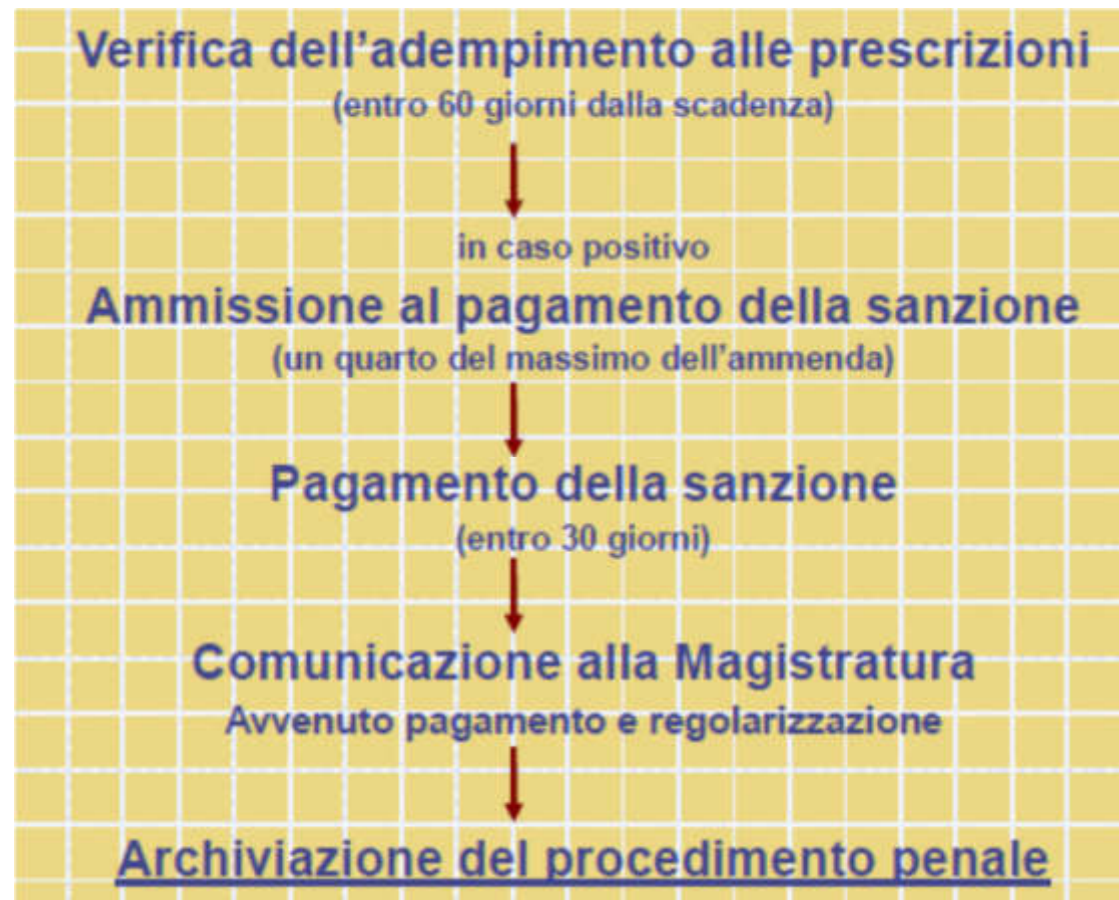 Verifica dell'adempimento alle prescrizioni
(entro 60 giorni dalla scadenza)
in caso positivo
Ammissione al pagamento della sanzione
(un quarto del massimo dell'ammenda)
Pagamento della sanzione
(entro 30 giorni)
Comunicazione alla Magistratura
Avvenuto pagamento e regolarizzazione
Archiviazione del procedimento penale